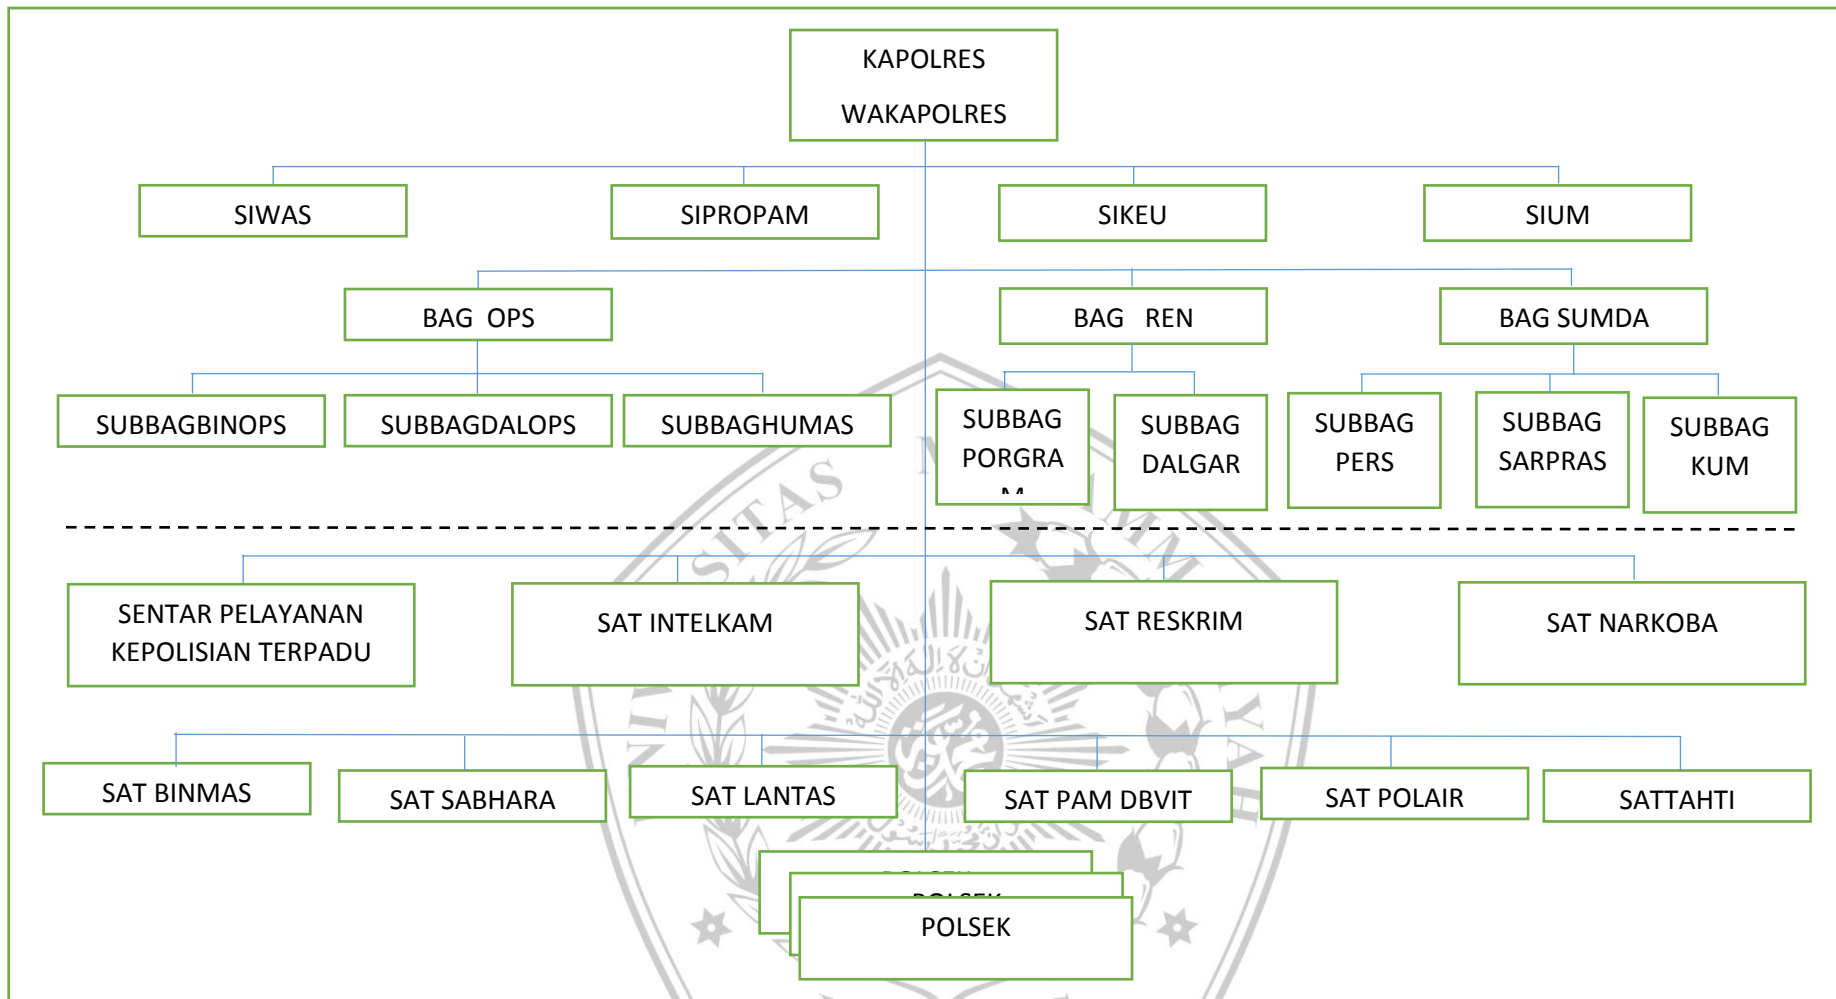 KAPOLRES
WAKAPOLRES
SIWAS
SIPROPAM
SIKEU
SIUM
BAG OPS
BAG REN
BAG SUMDA
SUBBAGBINOPS
SUBBAGDALOPS
SUBBAGHUMAS
SUBBAG
PORGRA
M
SUBBAG
DALGAR
SUBBAG
PERS
SUBBAG
SARPRAS
SUBBAG
KUM
SENTAR PELAYANAN
KEPOLISIAN TERPADU
SAT INTELKAM
SAT RESKRIM
SAT NARKOBA
SAT BINMAS
SAT SABHARA
SAT LANTAS
SAT PAM DBVIT
SAT POLAIR
SATTAHTI
POLSEK
POLSEK
POLSEK